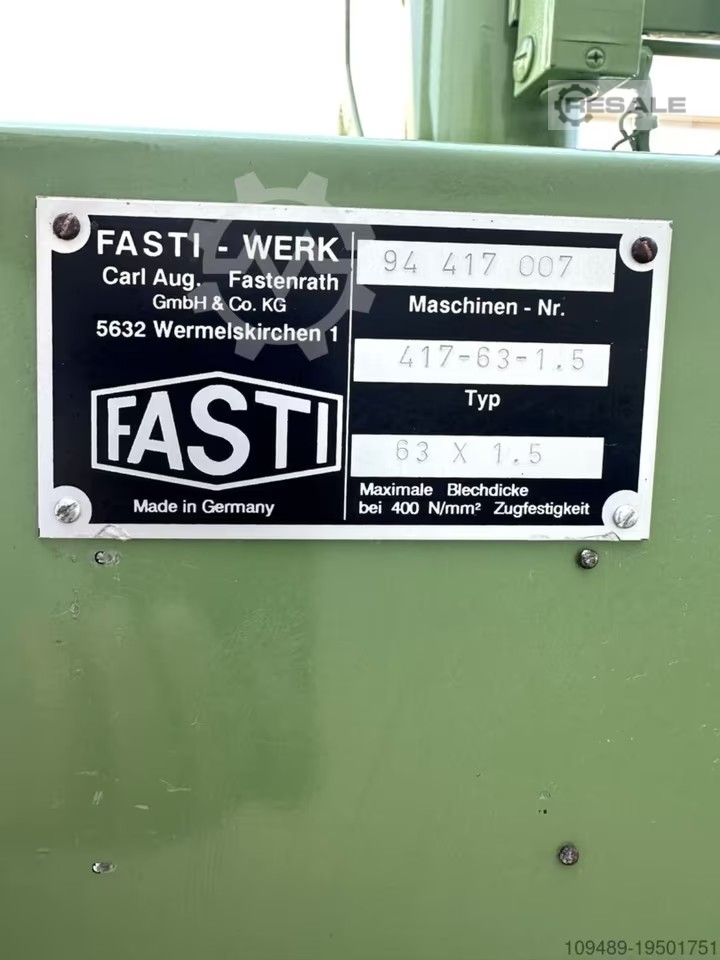 RESALE
FASTI - WERK
Carl Aug. Fastenrath
GmbH & Co. KG
5632 Wermelskirchen 1
FASTI
Made in Germany
94 417 007
Maschinen - Nr.
417-63-1.5
Typ
63 X 1.5
Maximale Blechdicke
bei 400 N/mm² Zugfestigkeit
109489-19501751